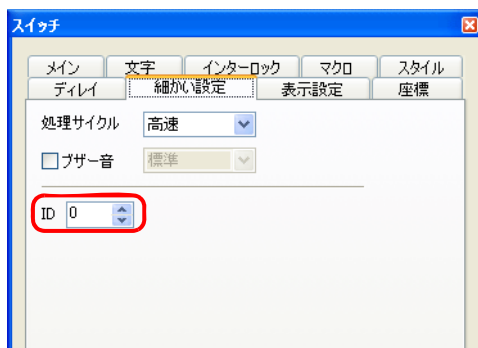 スイッチ
メイン 文字 インターロック マクロ スタイル
ディレイ 細かい設定 表示設定 座標
処理サイクル 高速
ブザー音 標準
ID 0